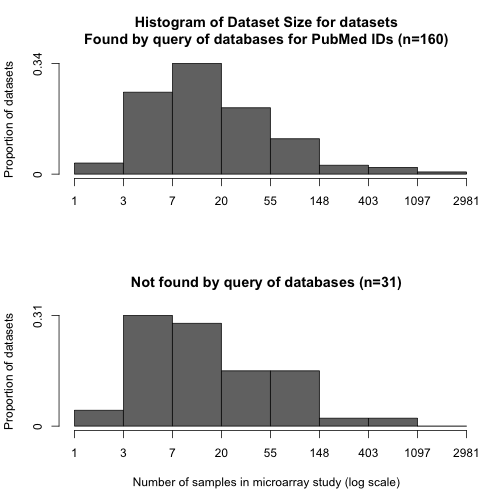 Histogram of Dataset Size for datasets
Found by query of databases for PubMed IDs (n=160)
Proportion of datasets
0.34
0
1 3 7 20 55 148 403 1097 2981
Not found by query of databases (n=31)
Proportion of datasets
0.31
0
1 3 7 20 55 148 403 1097 2981
Number of samples in microarray study (log scale)